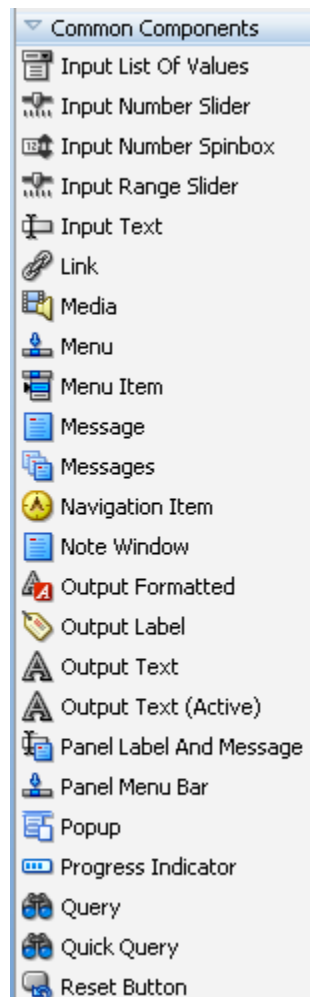 Common Components
Input List Of Values
Input Number Slider
Input Number Spinbox
Input Range Slider
Input Text
Link
Media
Menu
Menu Item
Message
Messages
Navigation Item
Note Window
Output Formatted
Output Label
Output Text
Output Text (Active)
Panel Label And Message
Panel Menu Bar
Popup
Progress Indicator
Query
Quick Query
Reset Button